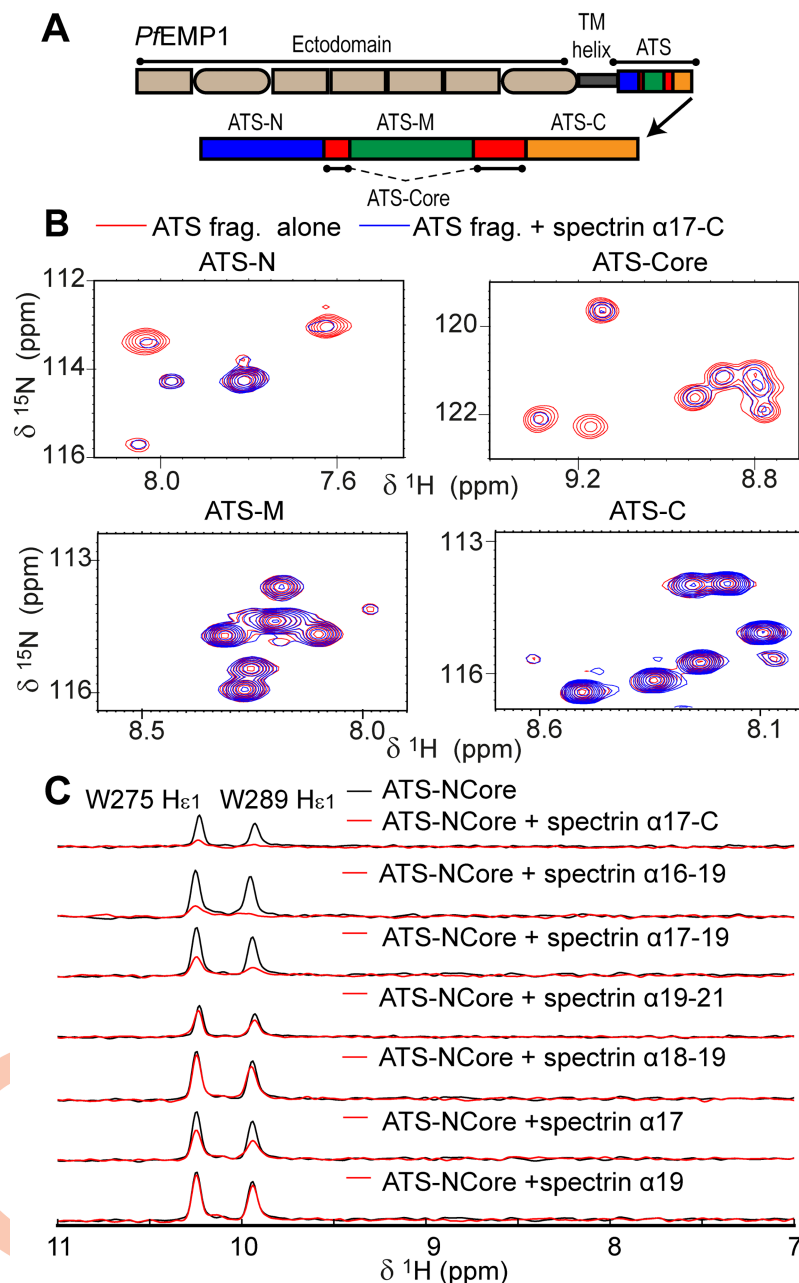 A
PfEMP1
Ectodomain
TM helix
ATS
ATS-N
ATS-M
ATS-C
ATS-Core
B
ATS frag. alone
ATS frag. + spectrin α17-C
ATS-N
ATS-Core
112
114
116
δ 15N (ppm)
8.0
7.6
120
122
9.2
8.8
δ 1H (ppm)
ATS-M
ATS-C
113
116
δ 15N (ppm)
8.5
8.0
113
116
8.6
8.1
δ 1H (ppm)
C
W275 Hε1
W289 Hε1
ATS-NCore
ATS-NCore + spectrin α17-C
ATS-NCore + spectrin α16-19
ATS-NCore + spectrin α17-19
ATS-NCore + spectrin α19-21
ATS-NCore + spectrin α18-19
ATS-NCore +spectrin α17
ATS-NCore +spectrin α19
11
10
9
8
7
δ 1H (ppm)